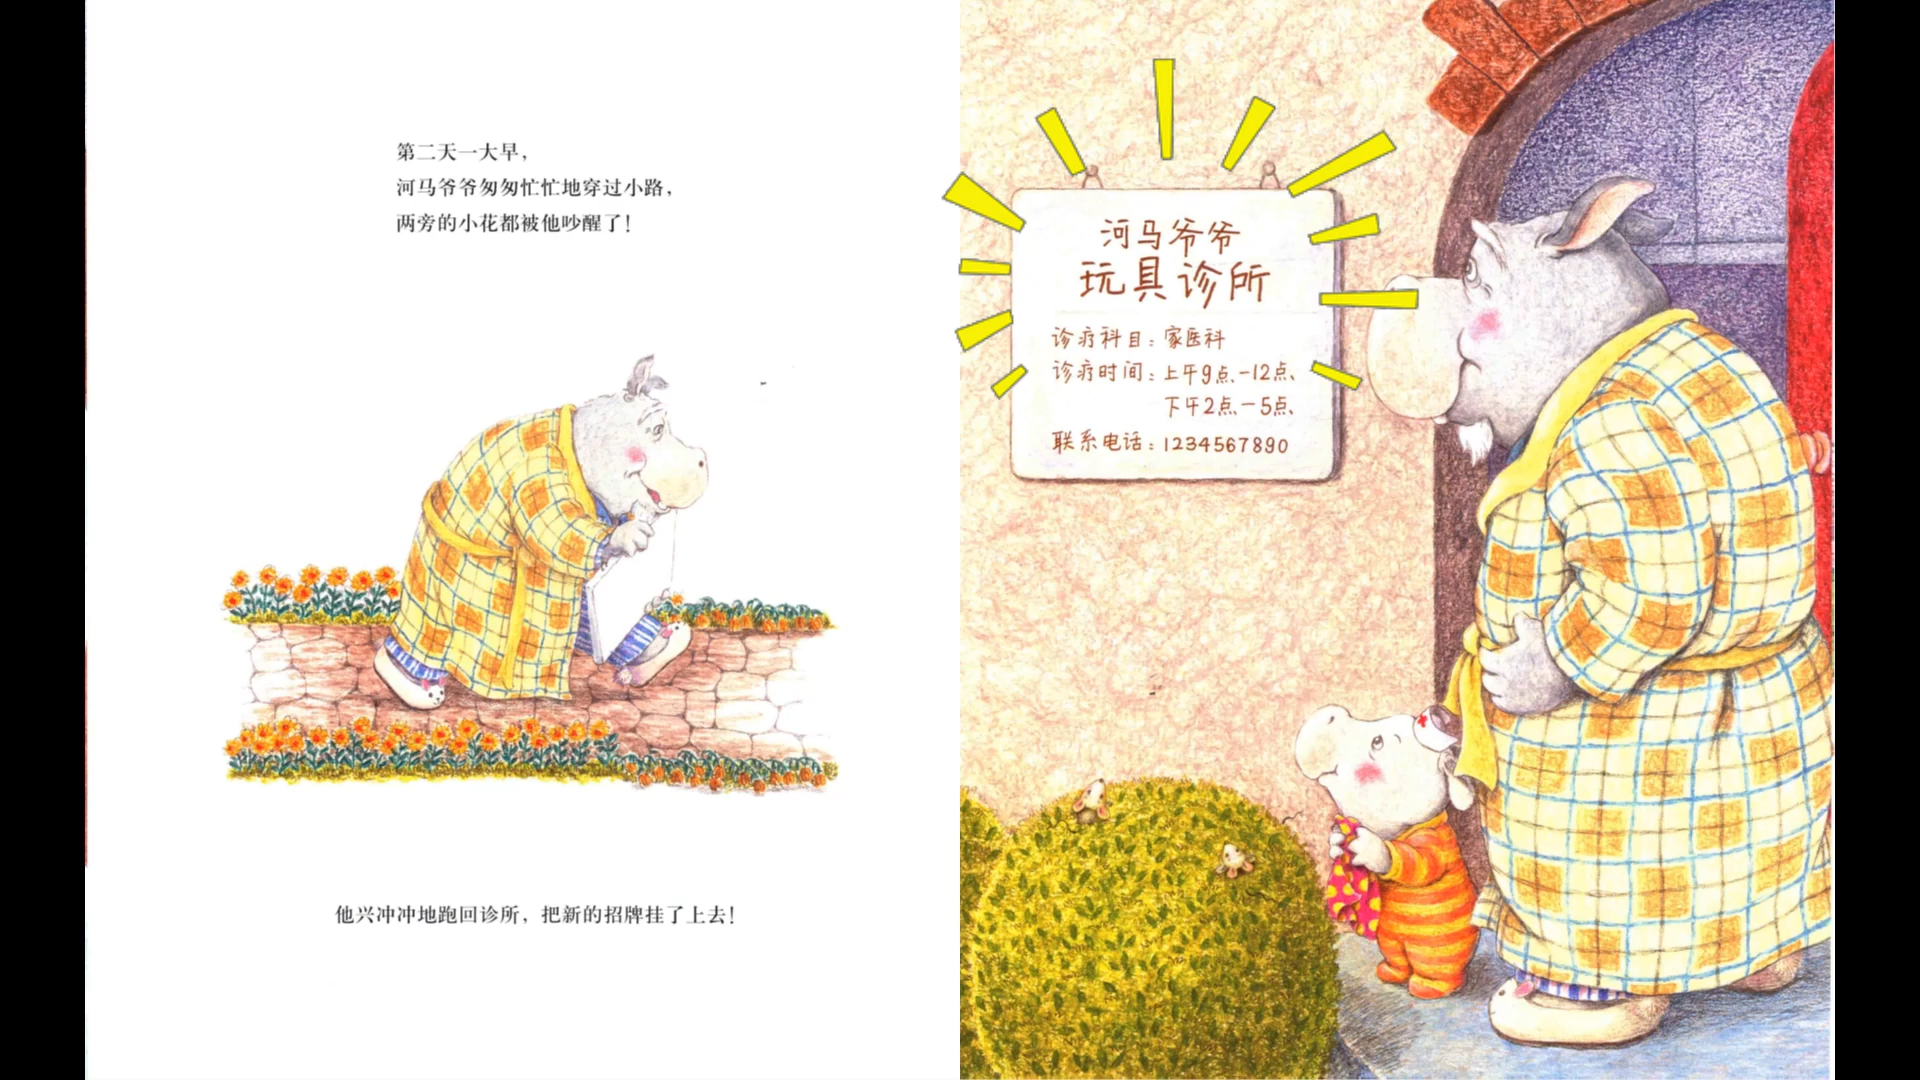 第二天一大早，
河马爷爷匆匆忙忙地穿过小路，
两旁的小花都被他吵醒了！
他兴冲冲地跑回诊所，把新的招牌挂了上去！
河马爷爷
玩具诊所
诊疗科目：家医科
诊疗时间：上午9点-12点
下午2点-5点
联系电话：1234567890